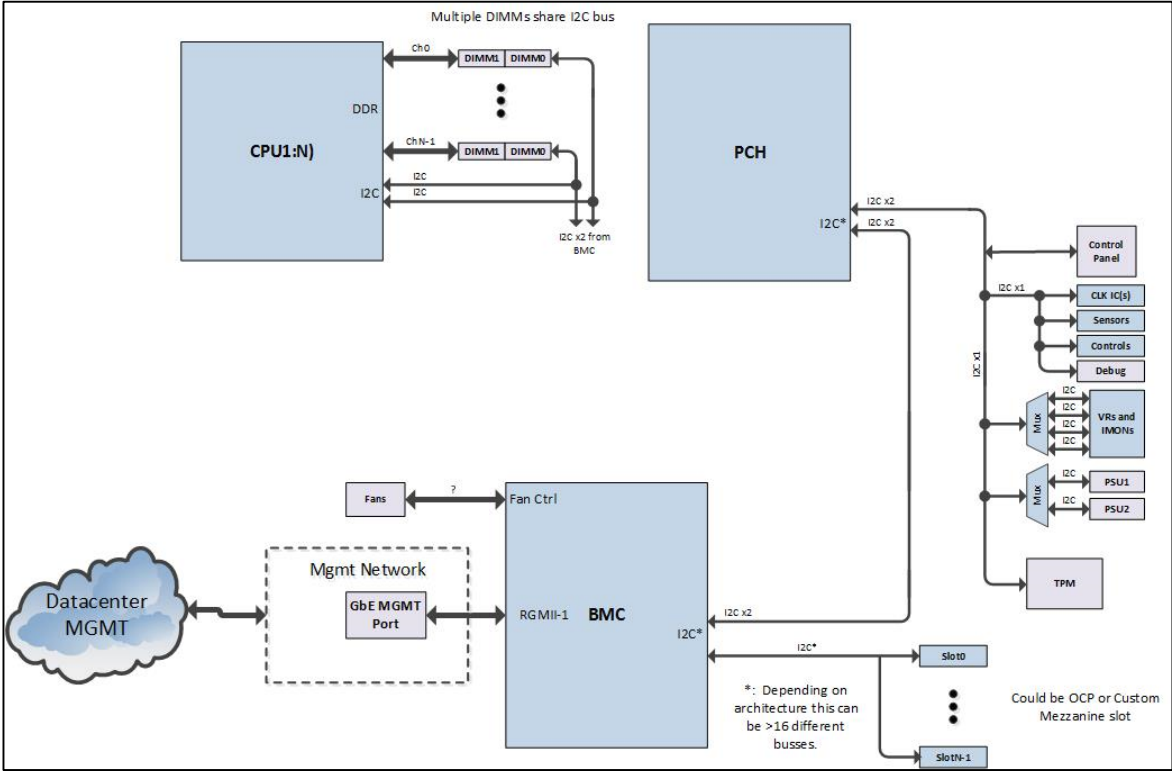 Multiple DIMMs share I2C bus
Ch0
DIMM1 DIMM0
DDR
CPU1:N)
ChN-1
DIMM1 DIMM0
I2C
I2C
I2C
I2C x2 from
BMC
PCH
I2C x2
I2C*
I2C x2
Control
Panel
I2C x1
CLK IC(s)
Sensors
Controls
Debug
I2C x1
Mux
I2C
I2C
I2C
I2C
VRs and
IMONs
Mux
I2C
PSU1
I2C
PSU2
TPM
Fans
?
Fan Ctrl
Mgmt Network
Datacenter
MGMT
GbE MGMT
Port
RGMII-1
BMC
I2C x2
I2C*
I2C*
Slot0
*: Depending on
architecture this can
be >16 different
busses.
Could be OCP or Custom
Mezzanine slot
SlotN-1